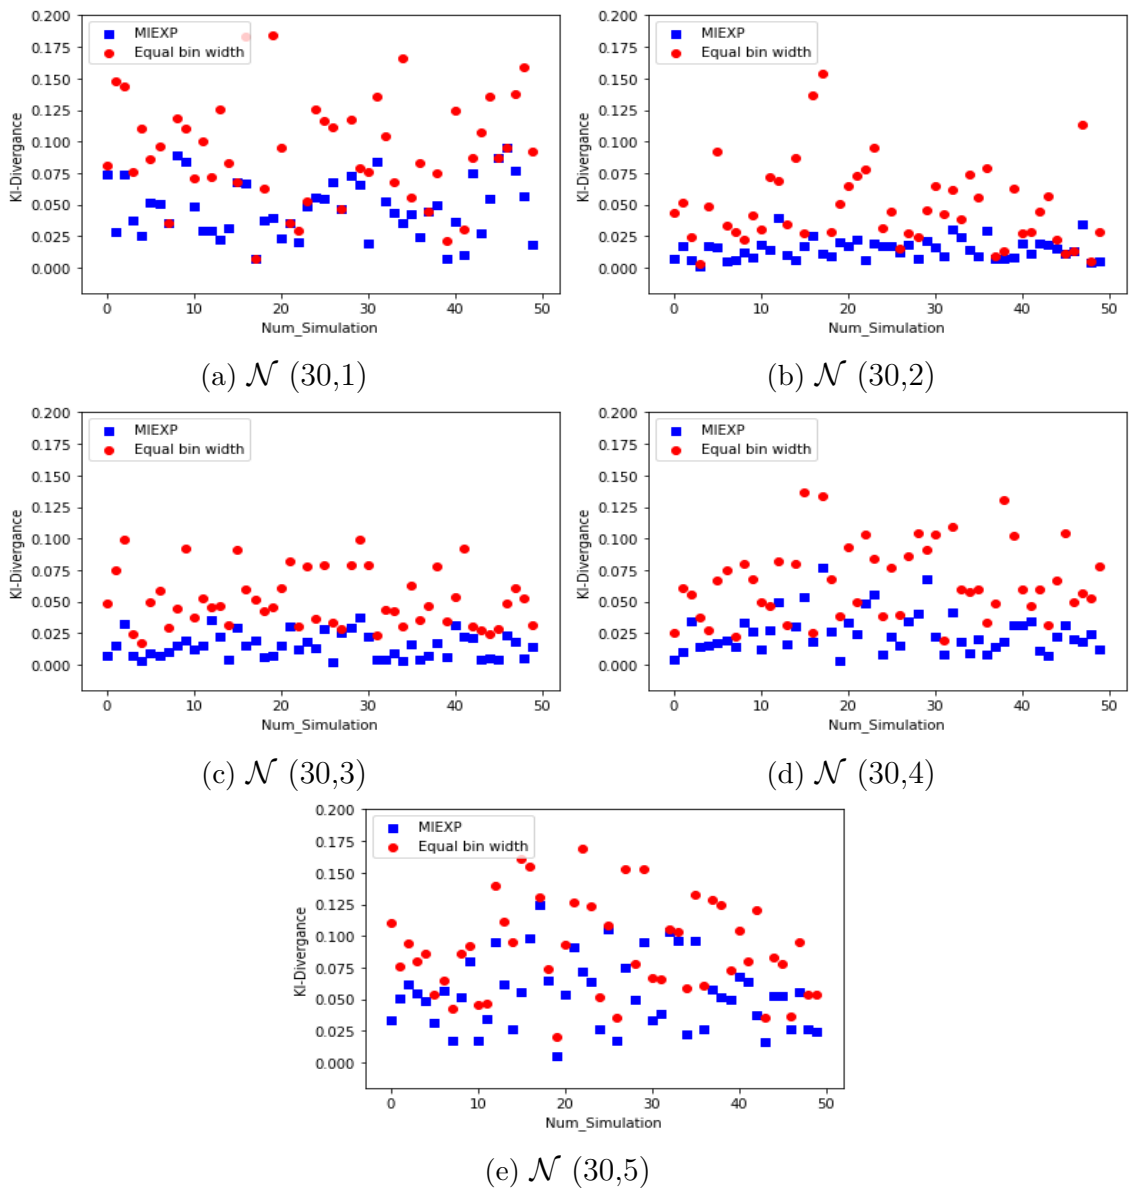 0.200
0.175
0.150
0.125
0.100
0.075
0.050
0.025
0.000
Kl-Divergance
MIEXP
Equal bin width
0 10 20 30 40 50
Num_Simulation
(a) 𝒩 (30,1)
0.200
0.175
0.150
0.125
0.100
0.075
0.050
0.025
0.000
Kl-Divergance
MIEXP
Equal bin width
0 10 20 30 40 50
Num_Simulation
(b) 𝒩 (30,2)
0.200
0.175
0.150
0.125
0.100
0.075
0.050
0.025
0.000
Kl-Divergance
MIEXP
Equal bin width
0 10 20 30 40 50
Num_Simulation
(c) 𝒩 (30,3)
0.200
0.175
0.150
0.125
0.100
0.075
0.050
0.025
0.000
Kl-Divergance
MIEXP
Equal bin width
0 10 20 30 40 50
Num_Simulation
(d) 𝒩 (30,4)
0.200
0.175
0.150
0.125
0.100
0.075
0.050
0.025
0.000
Kl-Divergance
MIEXP
Equal bin width
0 10 20 30 40 50
Num_Simulation
(e) 𝒩 (30,5)